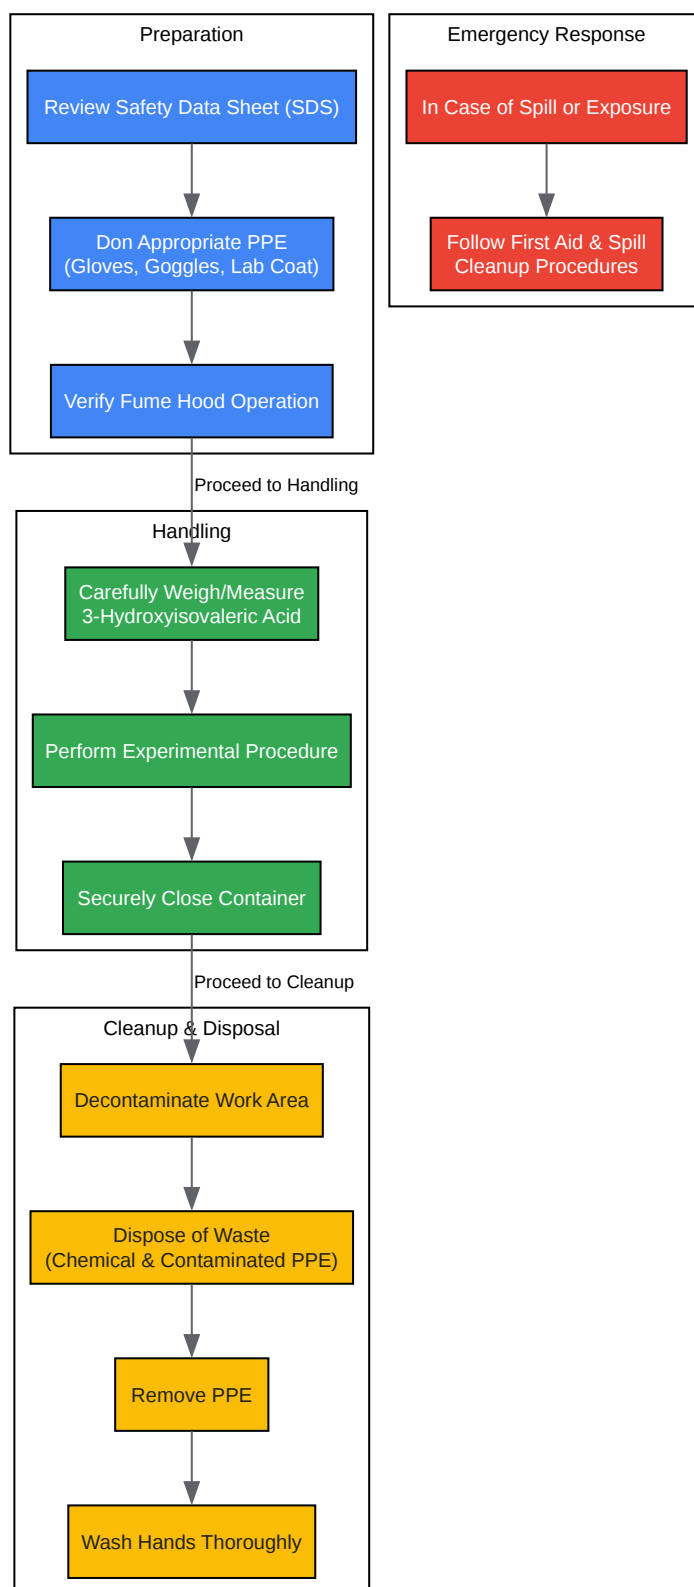 Preparation
Review Safety Data Sheet (SDS)
Don Appropriate PPE
(Gloves, Goggles, Lab Coat)
Verify Fume Hood Operation
Proceed to Handling
Handling
Carefully Weigh/Measure
3-Hydroxyisovaleric Acid
Perform Experimental Procedure
Securely Close Container
Proceed to Cleanup
Cleanup & Disposal
Decontaminate Work Area
Dispose of Waste
(Chemical & Contaminated PPE)
Remove PPE
Wash Hands Thoroughly
Emergency Response
In Case of Spill or Exposure
Follow First Aid & Spill
Cleanup Procedures